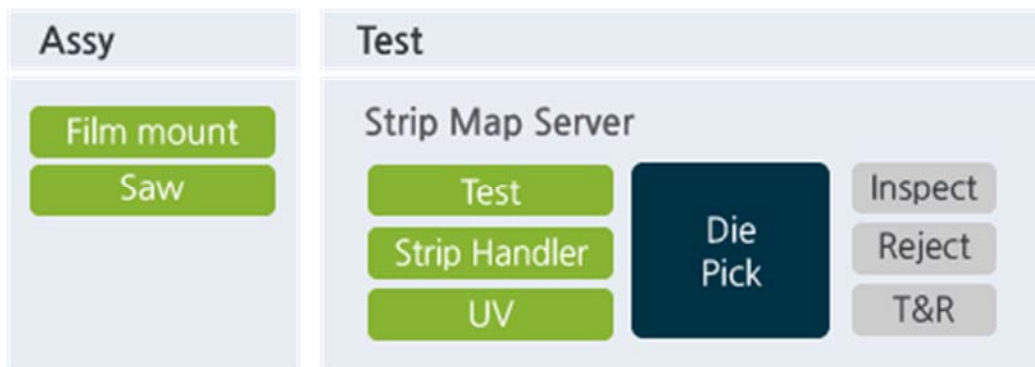 Assy
Test
Film mount
Saw
Strip Map Server
Test
Strip Handler
UV
Die
Pick
Inspect
Reject
T&R